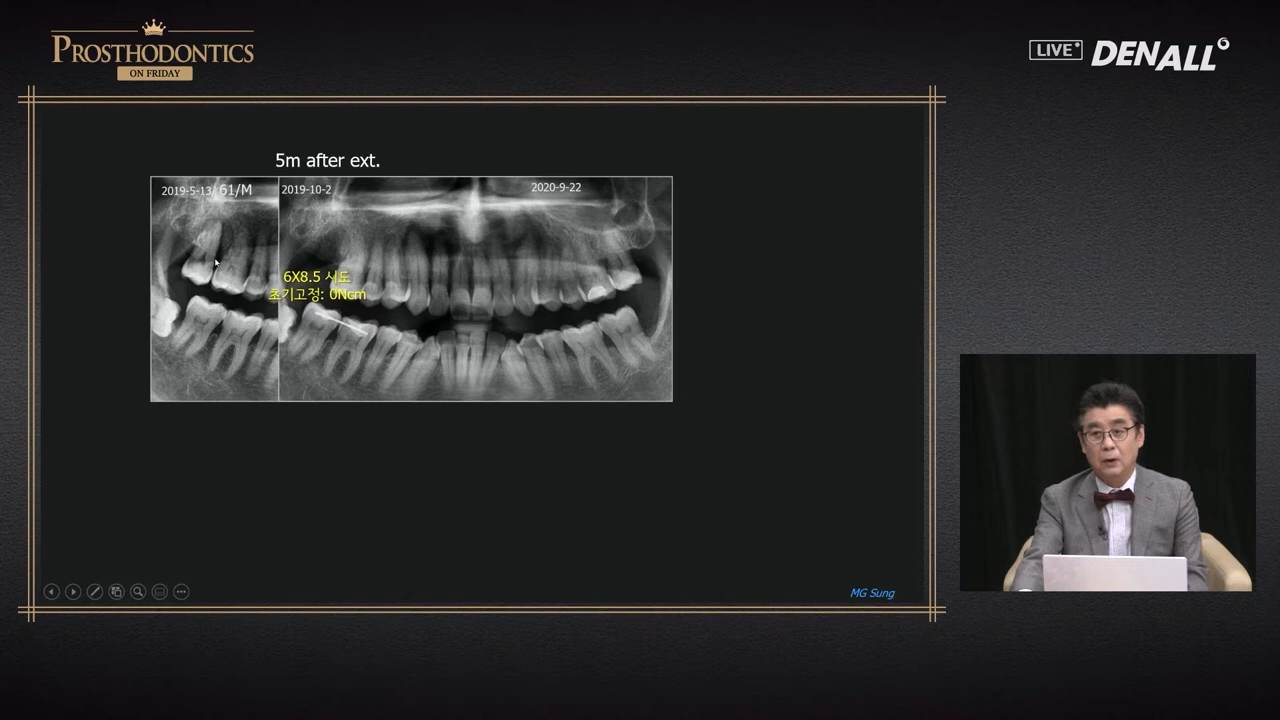 PROSTHODONTICS
ON FRIDAY
LIVE
DENALL
5m after ext.
2019-5-13 61/M
2019-10-2
2020-9-22
6X8.5 시도
초기고정: 0Ncm
MG Sung